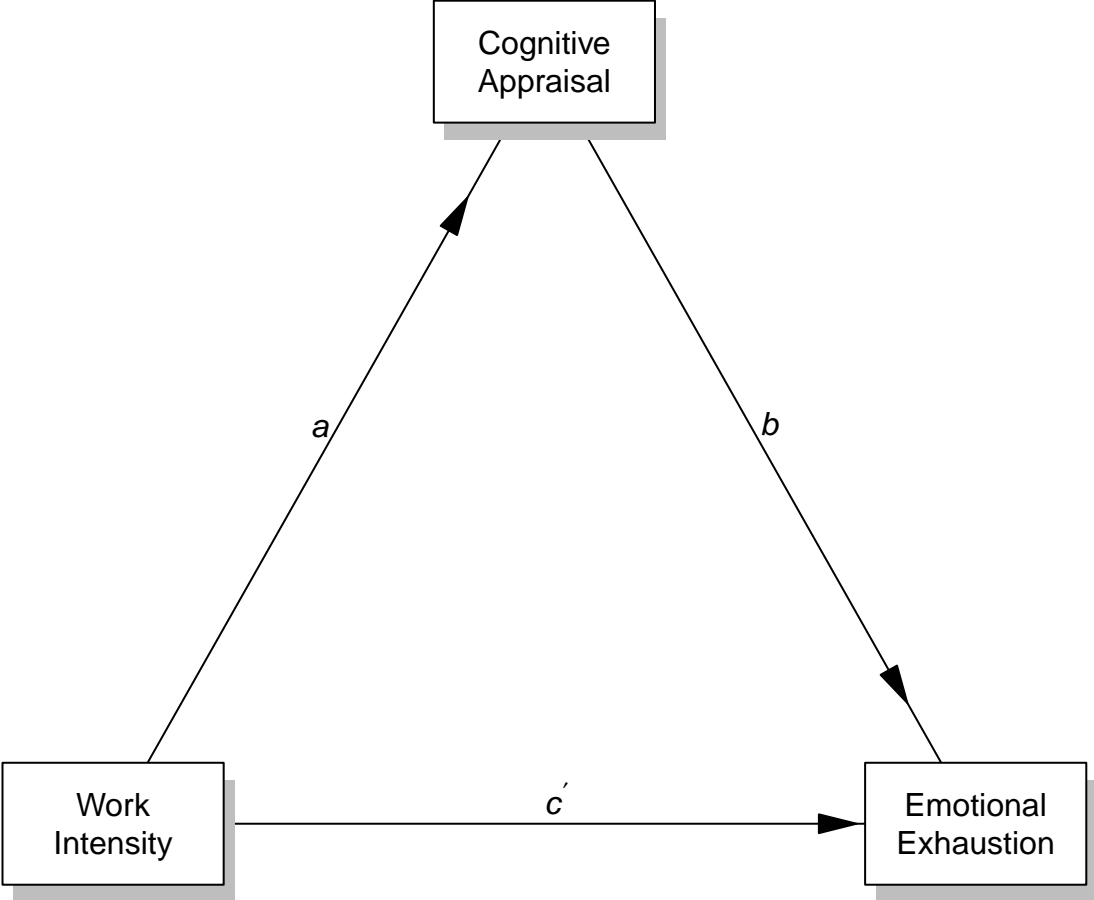 Cognitive
Appraisal
a
b
Work
Intensity
c′
Emotional
Exhaustion